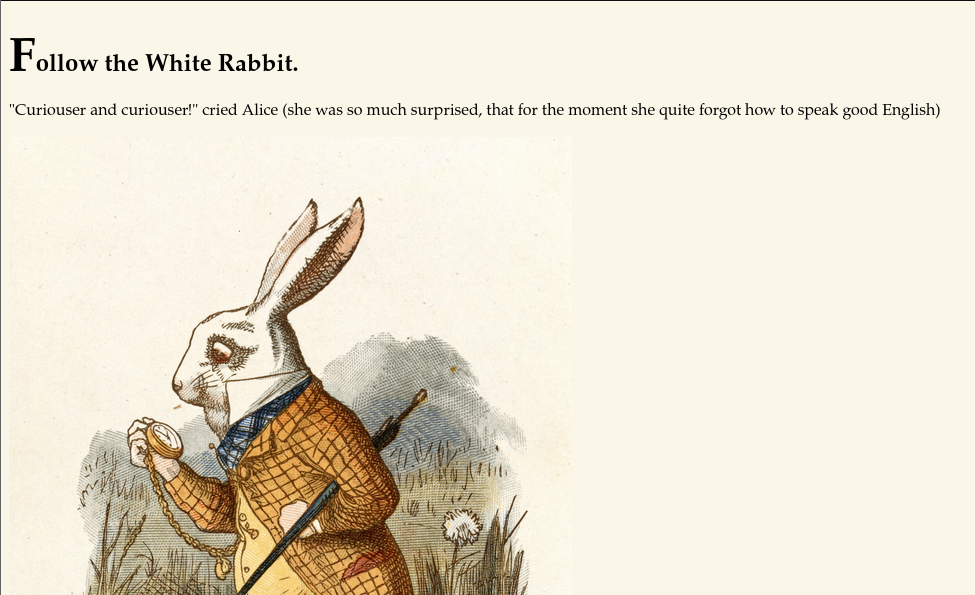 Follow the White Rabbit.
"Curiouser and curiouser!" cried Alice (she was so much surprised, that for the moment she quite forgot how to speak good English)